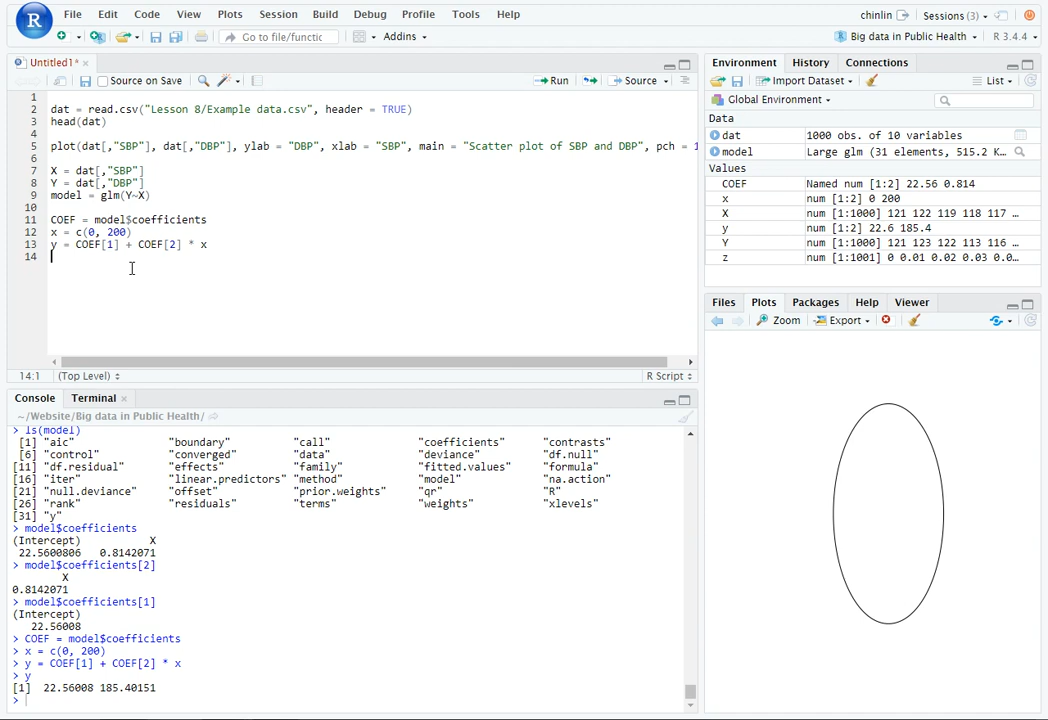 File Edit Code View Plots Session Build Debug Profile Tools Help
chinlin Sessions (3)
Go to file/functic Addins
Big data in Public Health R 3.4.4
Untitled1*
Source on Save Run Source
1
2 dat = read.csv("Lesson 8/Example data.csv", header = TRUE)
3 head(dat)
4
5 plot(dat[,"SBP"], dat[,"DBP"], ylab = "DBP", xlab = "SBP", main = "Scatter plot of SBP and DBP", pch = 1
6
7 X = dat[,"SBP"]
8 Y = dat[,"DBP"]
9 model = glm(Y~X)
10
11 COEF = model$coefficients
12 x = c(0, 200)
13 y = COEF[1] + COEF[2] * x
14
14:1 (Top Level) R Script
Console Terminal
~/Website/Big data in Public Health/
> ls(model)
[1] "aic" "boundary" "call" "coefficients" "contrasts"
[6] "control" "converged" "data" "deviance" "df.null"
[11] "df.residual" "effects" "family" "fitted.values" "formula"
[16] "iter" "linear.predictors" "method" "model" "na.action"
[21] "null.deviance" "offset" "prior.weights" "qr" "R"
[26] "rank" "residuals" "terms" "weights" "xlevels"
[31] "y"
> model$coefficients
(Intercept) X
22.5600806 0.8142071
> model$coefficients[2]
X
0.8142071
> model$coefficients[1]
(Intercept)
22.56008
> COEF = model$coefficients
> x = c(0, 200)
> y = COEF[1] + COEF[2] * x
> y
[1] 22.56008 185.40151
>
Environment History Connections
Import Dataset List
Global Environment
Data
dat 1000 obs. of 10 variables
model Large glm (31 elements, 515.2 K…
Values
COEF Named num [1:2] 22.56 0.814
x num [1:2] 0 200
X num [1:1000] 121 122 119 118 117 …
y num [1:2] 22.6 185.4
Y num [1:1000] 121 123 122 113 116 …
z num [1:1001] 0 0.01 0.02 0.03 0.0…
Files Plots Packages Help Viewer
Zoom Export